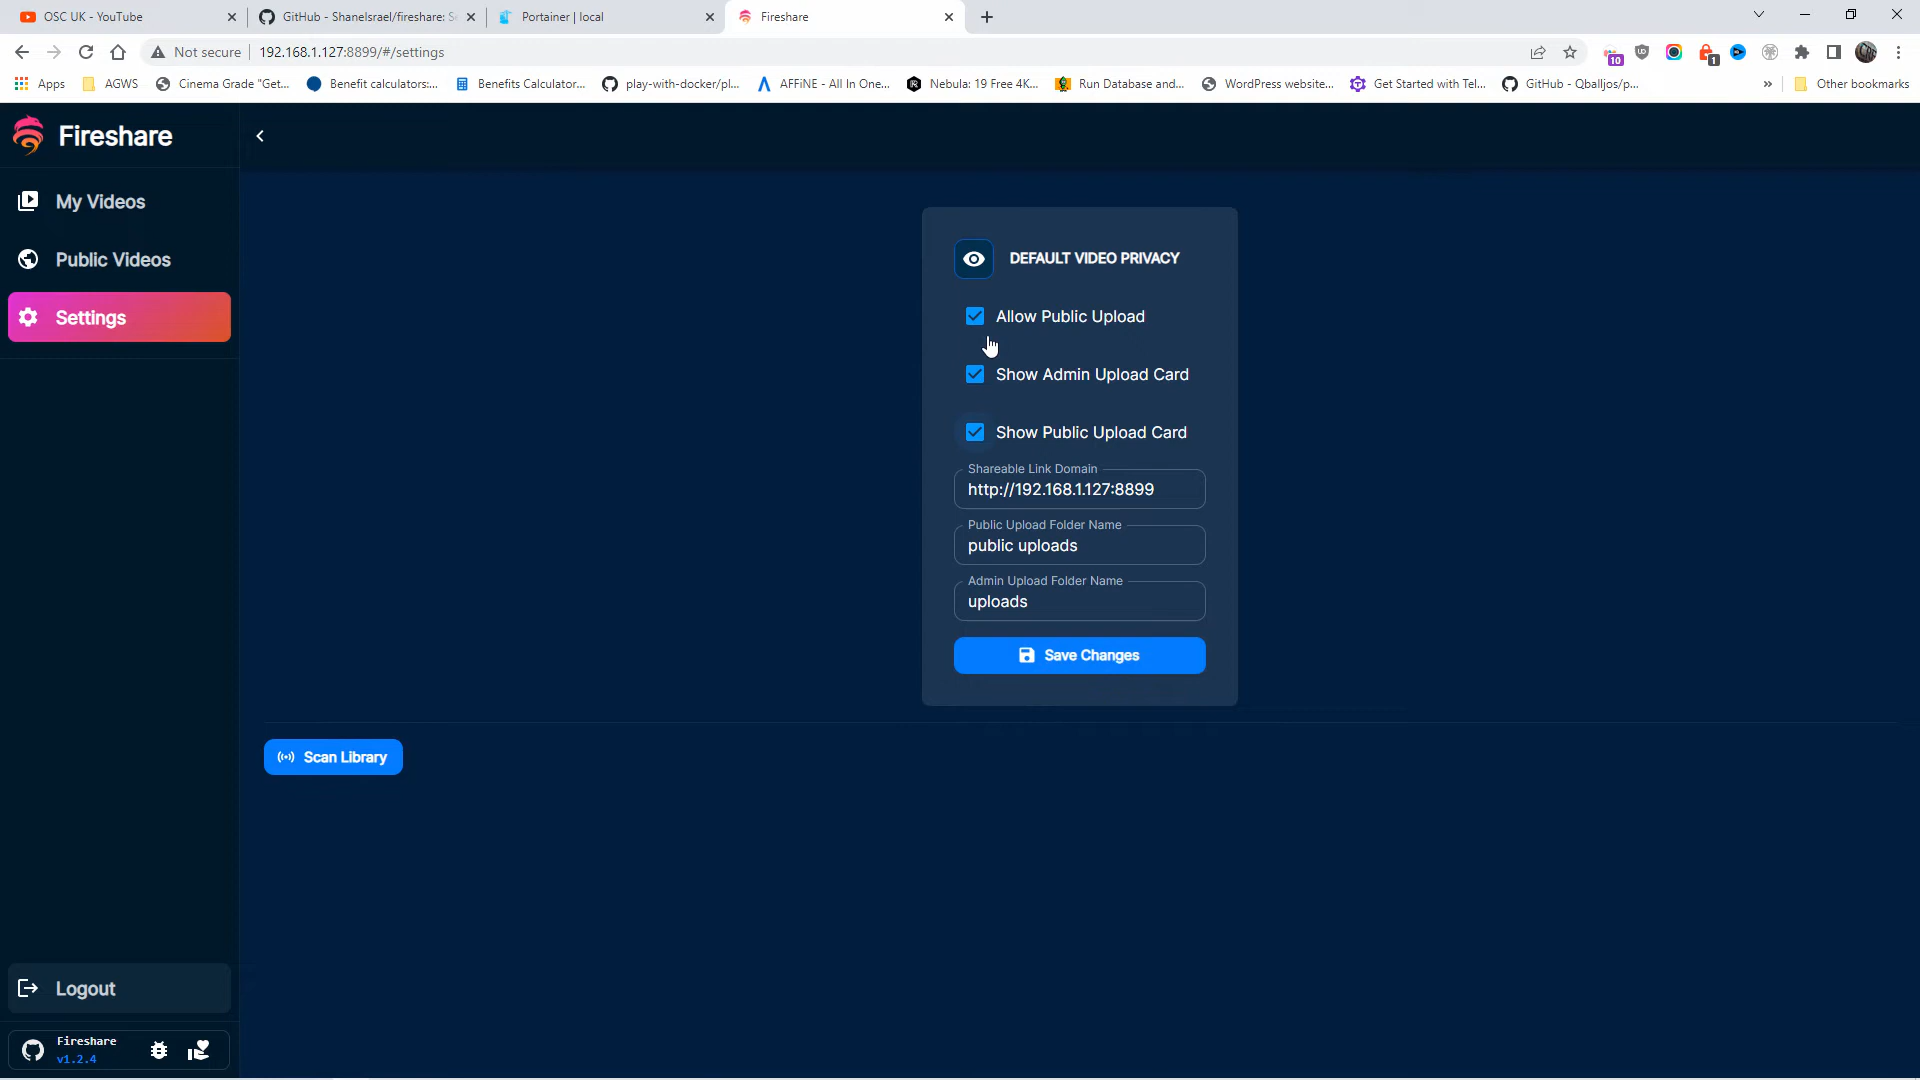 OSC UK - YouTube
GitHub - ShaneIsrael/fireshare: S
Portainer | local
Fireshare
Not secure
192.168.1.127:8899/#/settings
10
1
Apps
AGWS
Cinema Grade "Get...
Benefit calculators:...
Benefits Calculator...
play-with-docker/pl...
AFFiNE - All In One...
Nebula: 19 Free 4K...
Run Database and...
WordPress website...
Get Started with Tel...
GitHub - Qballjos/p...
»
Other bookmarks
Fireshare
My Videos
Public Videos
Settings
DEFAULT VIDEO PRIVACY
Allow Public Upload
Show Admin Upload Card
Show Public Upload Card
Shareable Link Domain
http://192.168.1.127:8899
Public Upload Folder Name
public uploads
Admin Upload Folder Name
uploads
Save Changes
Scan Library
Logout
Fireshare
v1.2.4